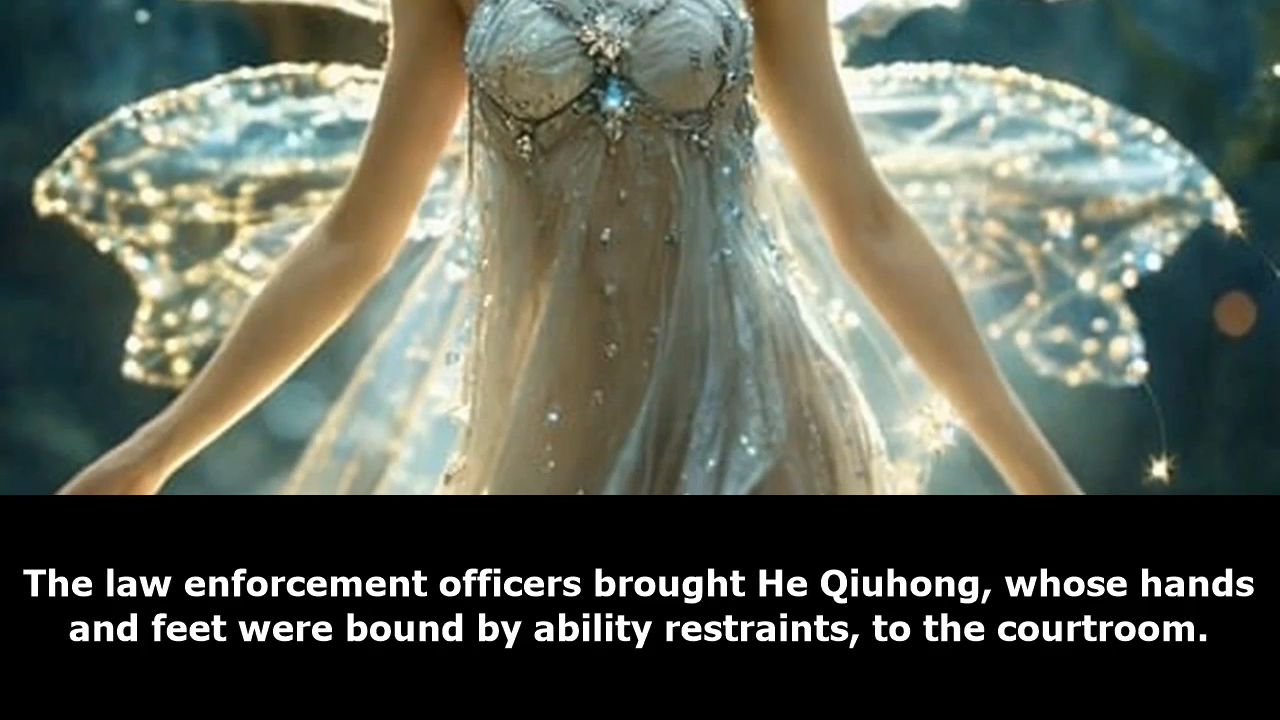 The law enforcement officers brought He Qiuhong, whose hands
and feet were bound by ability restraints, to the courtroom.